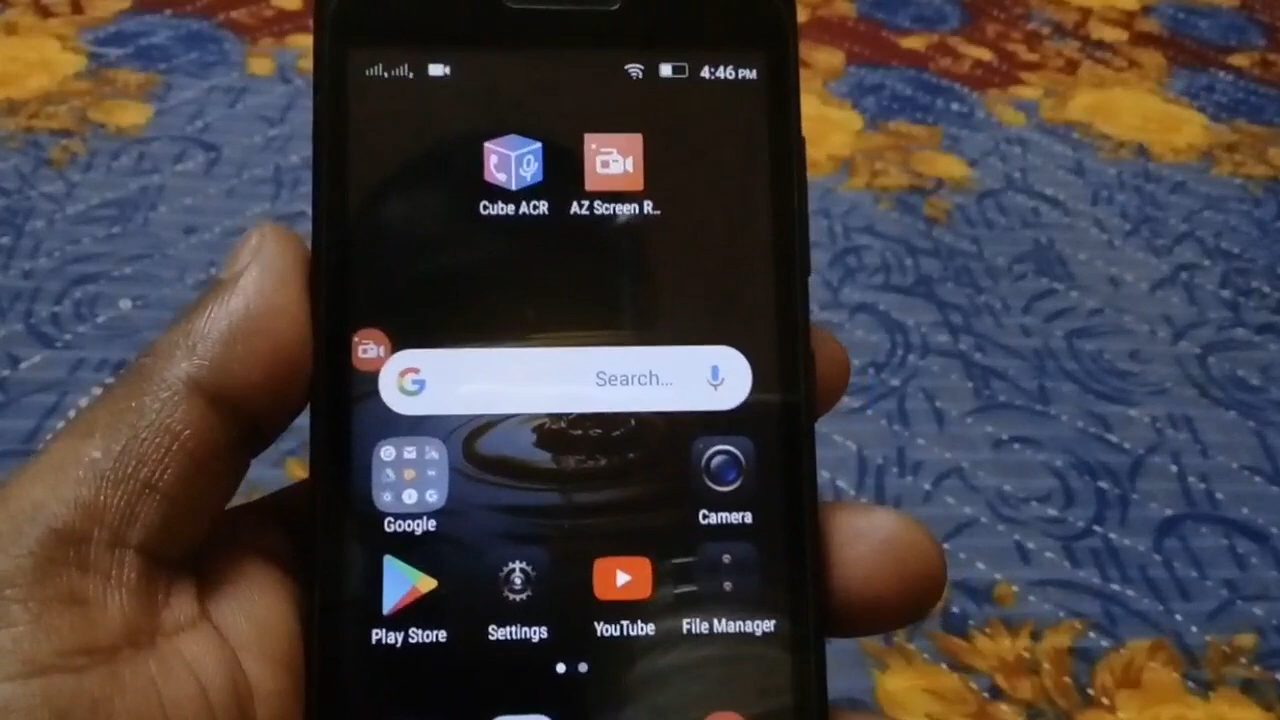 4:46 PM
Cube ACR
AZ Screen R..
Search...
Google
Camera
Play Store
Settings
YouTube
File Manager